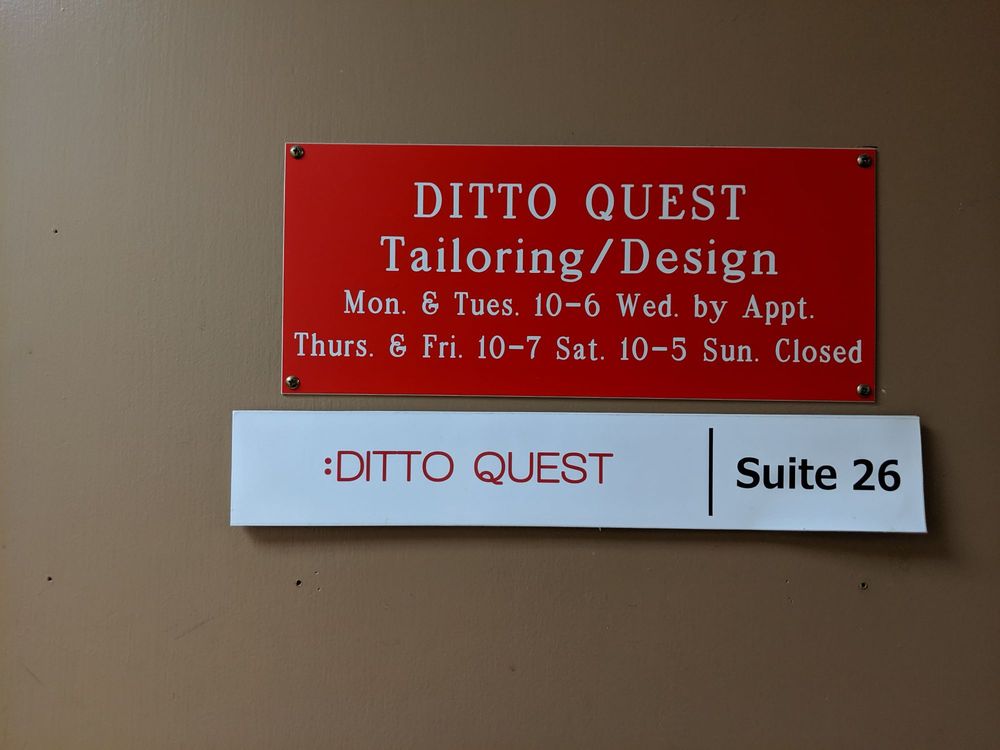 DITTO QUEST
Tailoring/Design
Mon. & Tues. 10-6 Wed. by Appt.
Thurs. & Fri. 10-7 Sat. 10-5 Sun. Closed
:DITTO QUEST | Suite 26